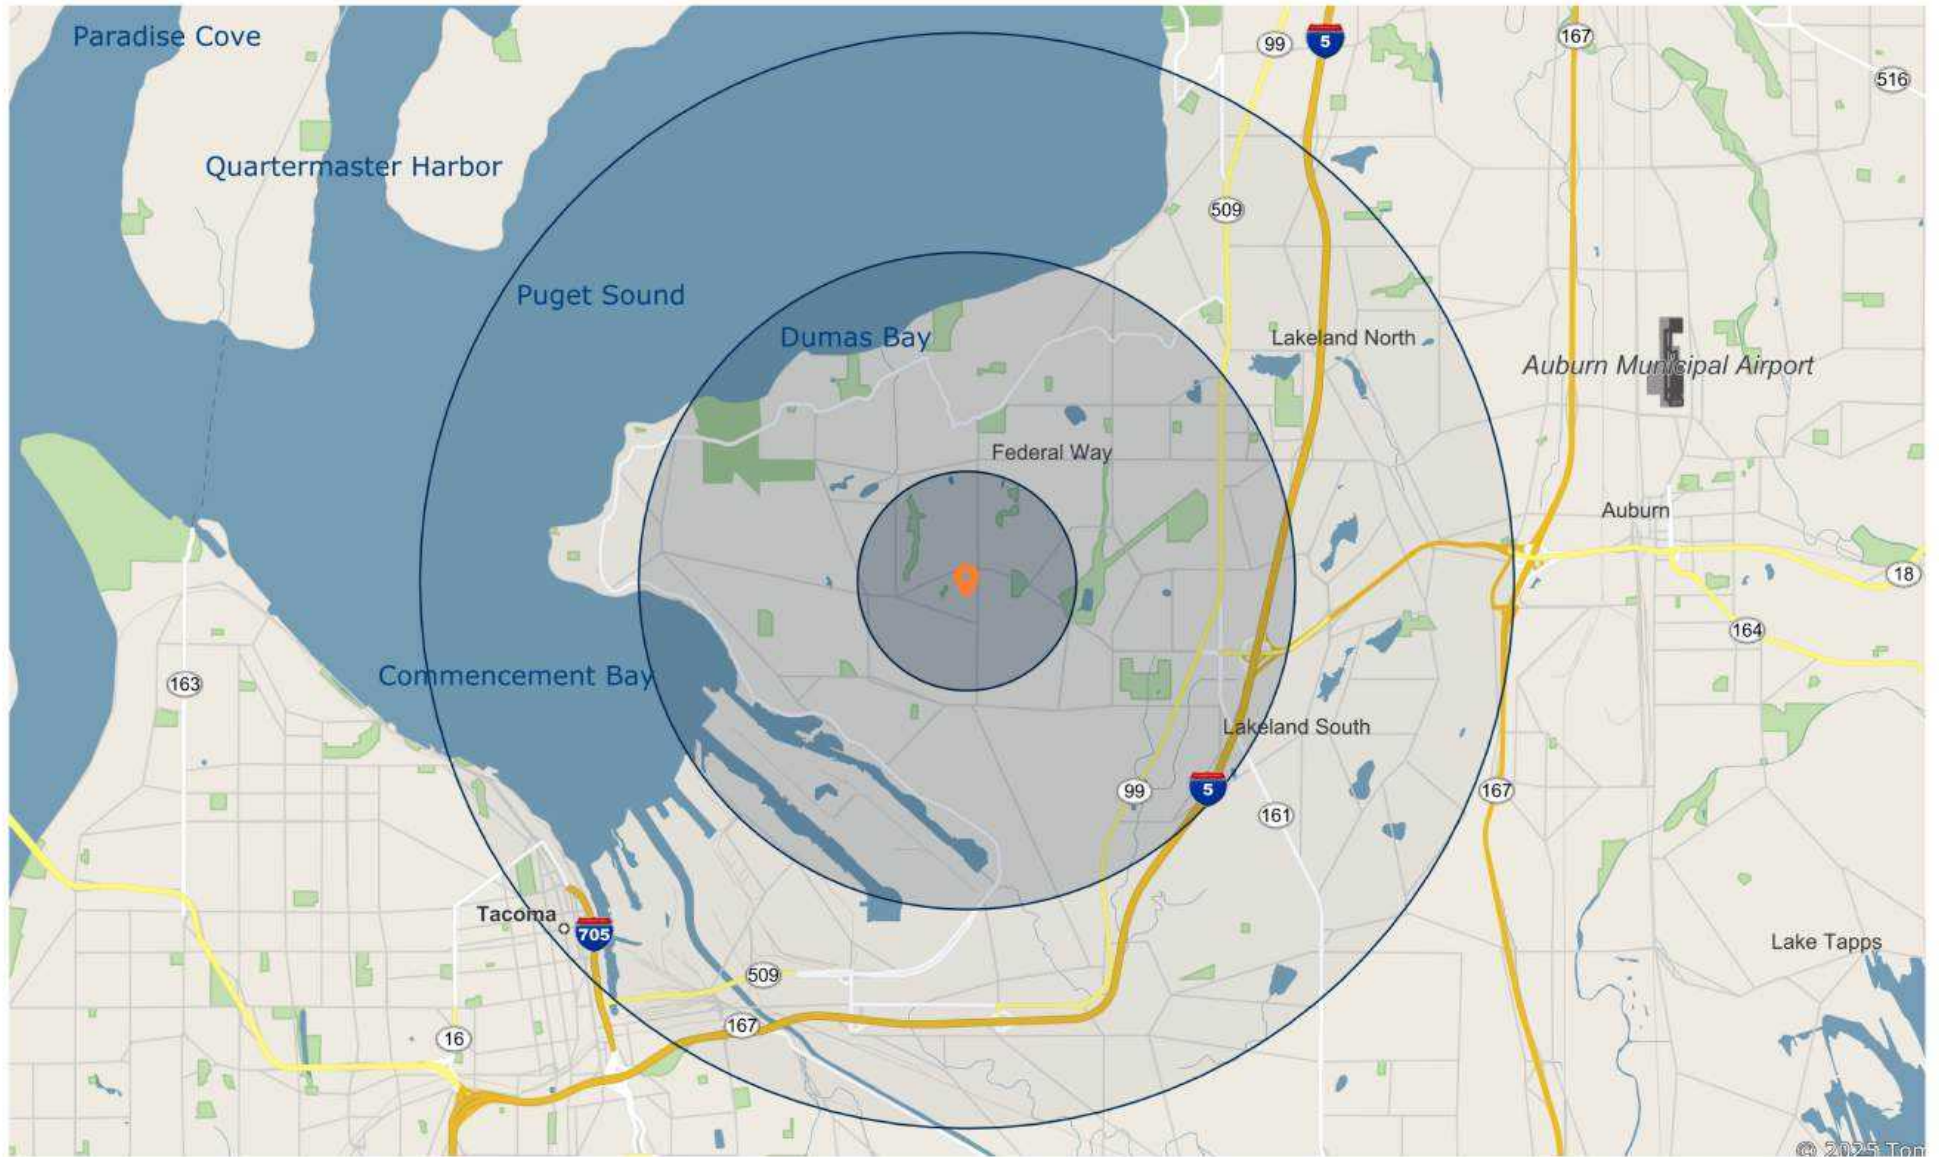 Paradise Cove
99
5
167
516
Quartermaster Harbor
509
Puget Sound
Dumas Bay
Lakeland North
Auburn Municipal Airport
Federal Way
Auburn
18
164
163
Commencement Bay
Lakeland South
99
5
161
167
Tacoma
705
Lake Tapps
509
167
16
© 2025 Tom